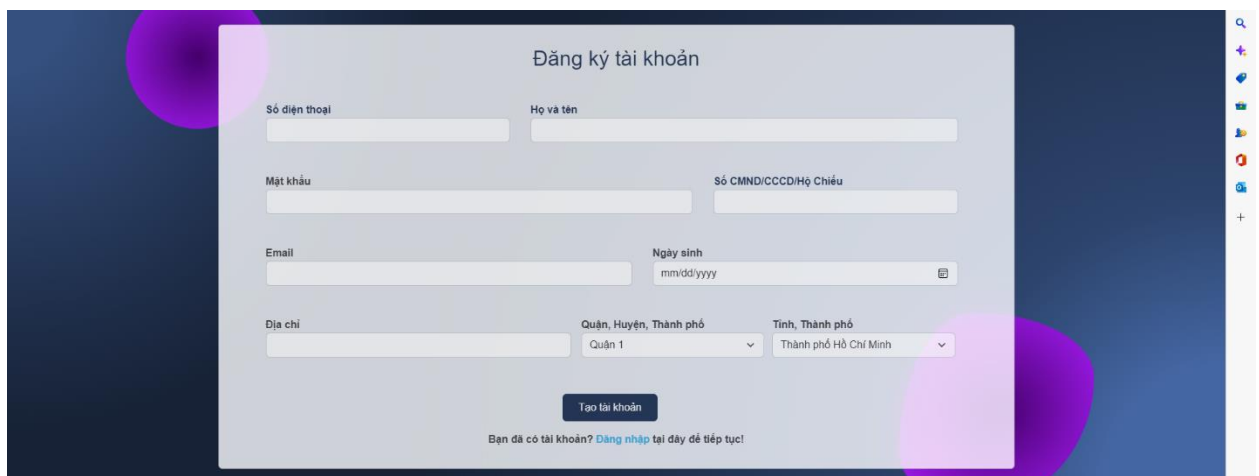 Đăng ký tài khoản
Số điện thoại Họ và tên
Mật khẩu Số CMND/CCCD/Hộ Chiếu
Email Ngày sinh
mm/dd/yyyy
Địa chỉ Quận, Huyện, Thành phố Tỉnh, Thành phố
Quận 1 Thành phố Hồ Chí Minh
Tạo tài khoản
Bạn đã có tài khoản? Đăng nhập tại đây để tiếp tục!